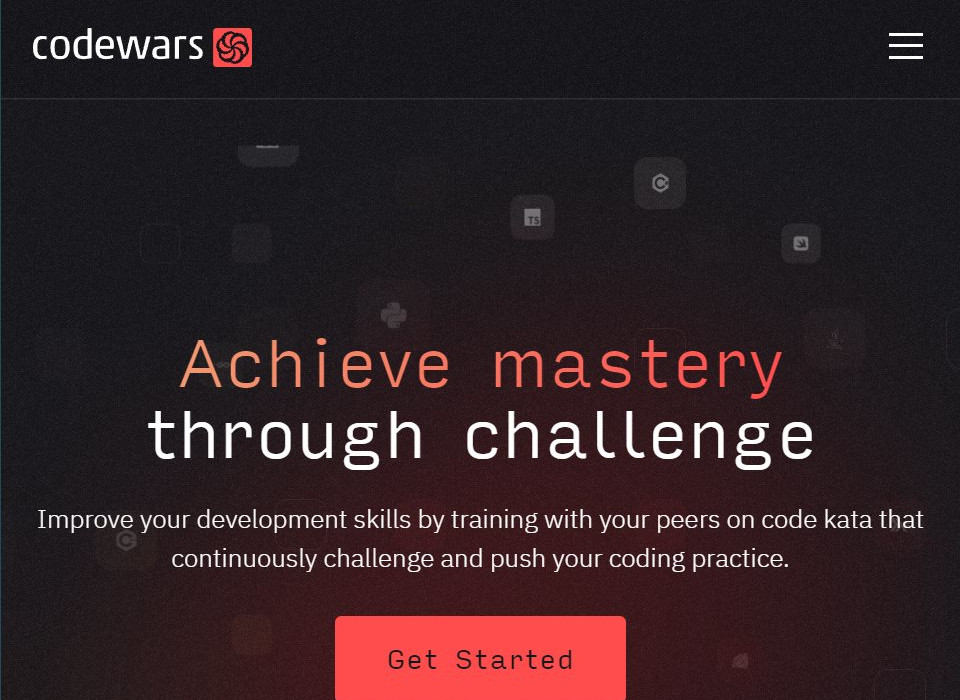 codewars
TS
Achieve mastery
through challenge
Improve your development skills by training with your peers on code kata that
continuously challenge and push your coding practice.
Get Started